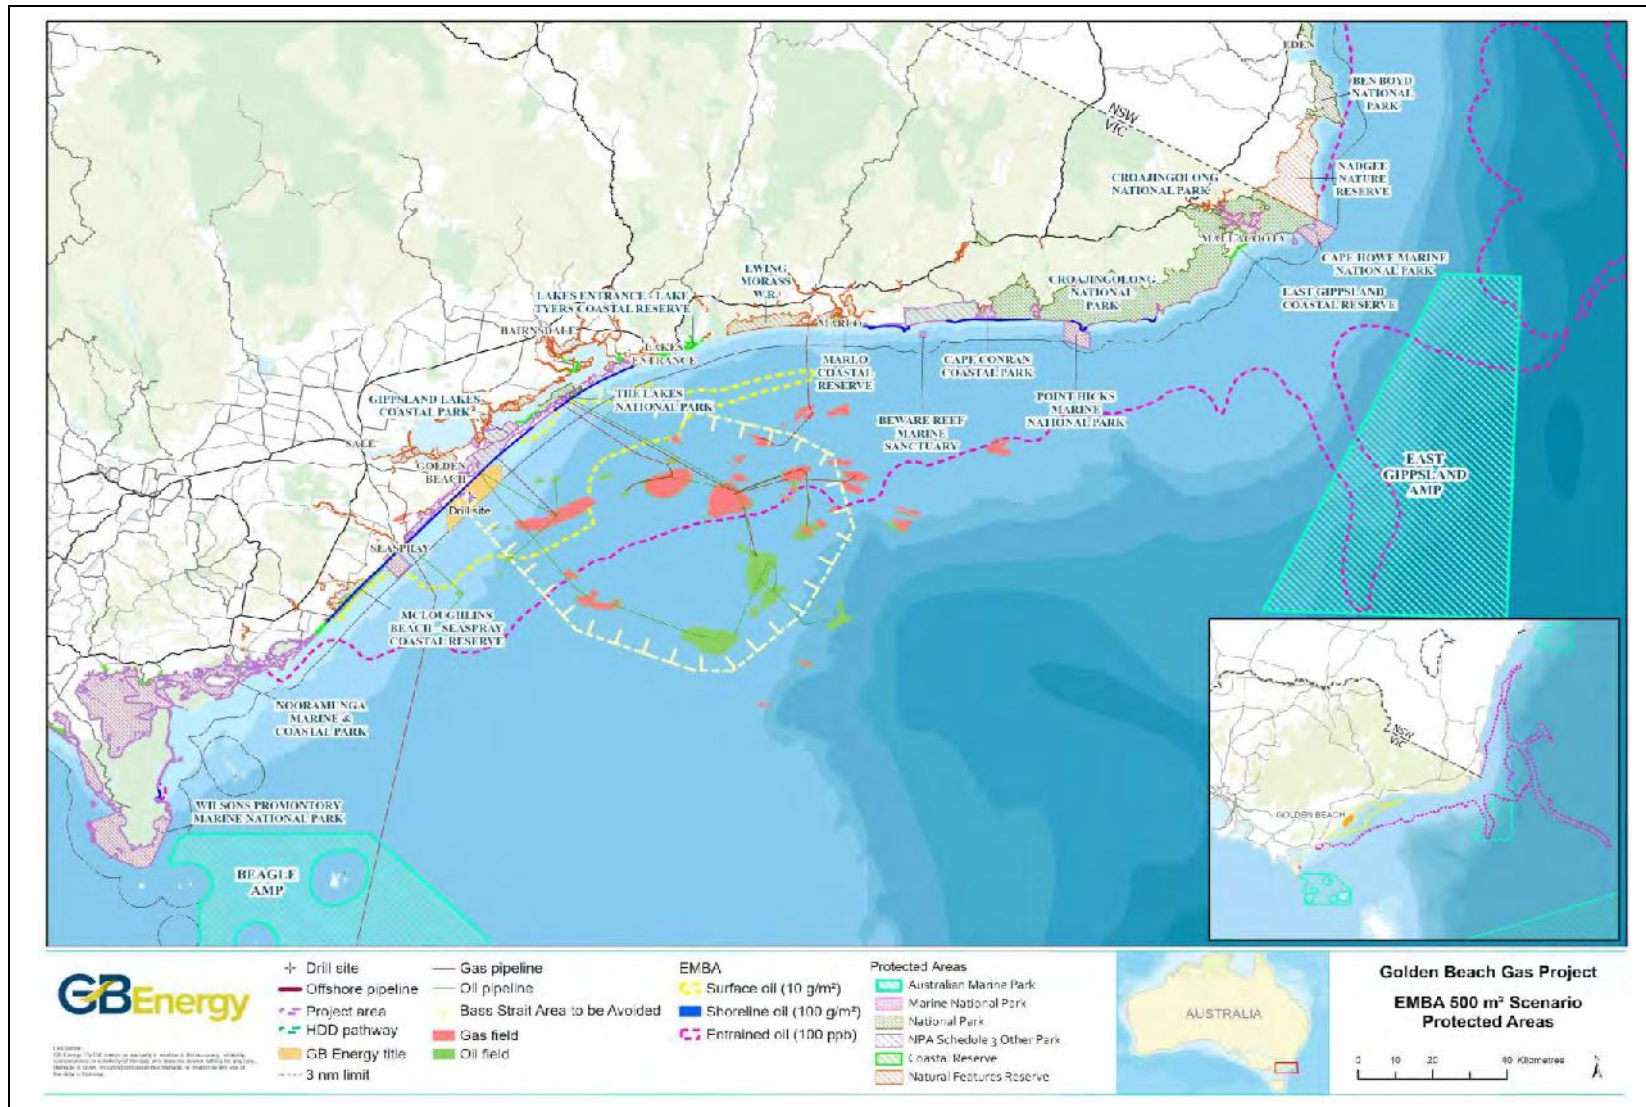 EDEN
BEN BOYD
NATIONAL
PARK
NSW
VIC
CROAJINGOLONG
NATIONAL PARK
NADGEE
NATURE
RESERVE
MALLACOOTA
CAPE HOWE MARINE
NATIONAL PARK
EWING
MORASS
W.R.
CROAJINGOLONG
NATIONAL
PARK
EAST GIPPSLAND
COASTAL RESERVE
LAKES ENTRANCE - LAKE
TYERS COASTAL RESERVE
BAIRNSDALE
MARLO
LAKES
ENTRANCE
MARLO
COASTAL
RESERVE
CAPE CONRAN
COASTAL PARK
GIPPSLAND LAKES
COASTAL PARK
THE LAKES
NATIONAL PARK
POINT HICKS
MARINE
NATIONAL PARK
BEWARE REEF
MARINE
SANCTUARY
SALE
GOLDEN
BEACH
EAST
GIPPSLAND
AMP
Drill site
SEASPRAY
MCLOUGHLINS
BEACH - SEASPRAY
COASTAL RESERVE
NOORAMUNGA
MARINE &
COASTAL PARK
NSW
VIC
GOLDEN BEACH
WILSONS PROMONTORY
MARINE NATIONAL PARK
BEAGLE
AMP
GBEnergy
Drill site
Offshore pipeline
Project area
HDD pathway
GB Energy title
3 nm limit
Gas pipeline
Oil pipeline
Bass Strait Area to be Avoided
Gas field
Oil field
EMBA
Surface oil (10 g/m²)
Shoreline oil (100 g/m²)
Entrained oil (100 ppb)
Protected Areas
Australian Marine Park
Marine National Park
National Park
NPA Schedule 3 Other Park
Coastal Reserve
Natural Features Reserve
AUSTRALIA
Golden Beach Gas Project
EMBA 500 m³ Scenario
Protected Areas
0 10 20 40 Kilometres
N